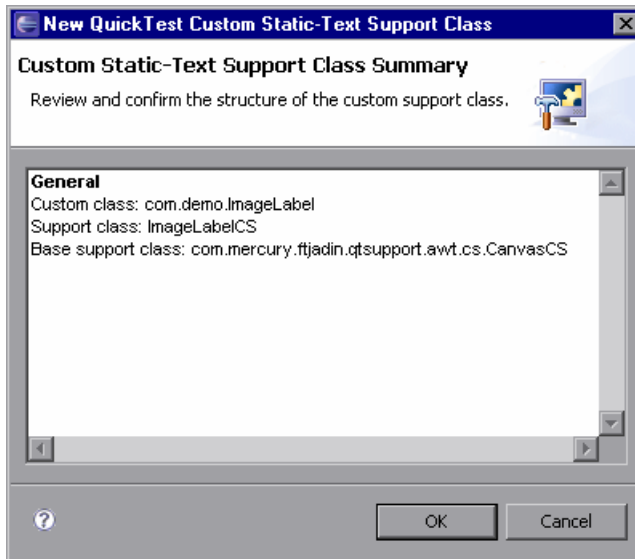 New QuickTest Custom Static-Text Support Class
Custom Static-Text Support Class Summary
Review and confirm the structure of the custom support class.
General
Custom class: com.demo.ImageLabel
Support class: ImageLabelCS
Base support class: com.mercury.ftjadin.qtsupport.awt.cs.CanvasCS
?
OK
Cancel